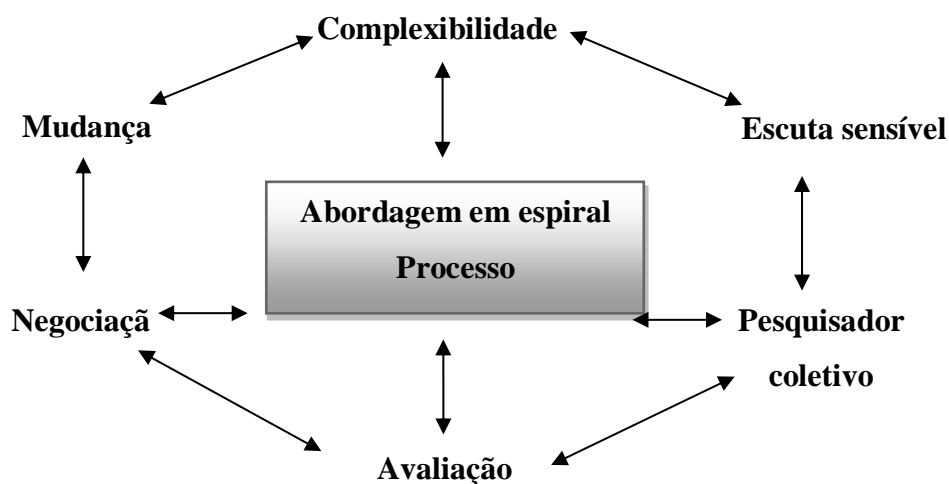 Complexibilidade
Mudança
Escuta sensível
Abordagem em espiral
Processo
Negociaçã
Pesquisador
coletivo
Avaliação